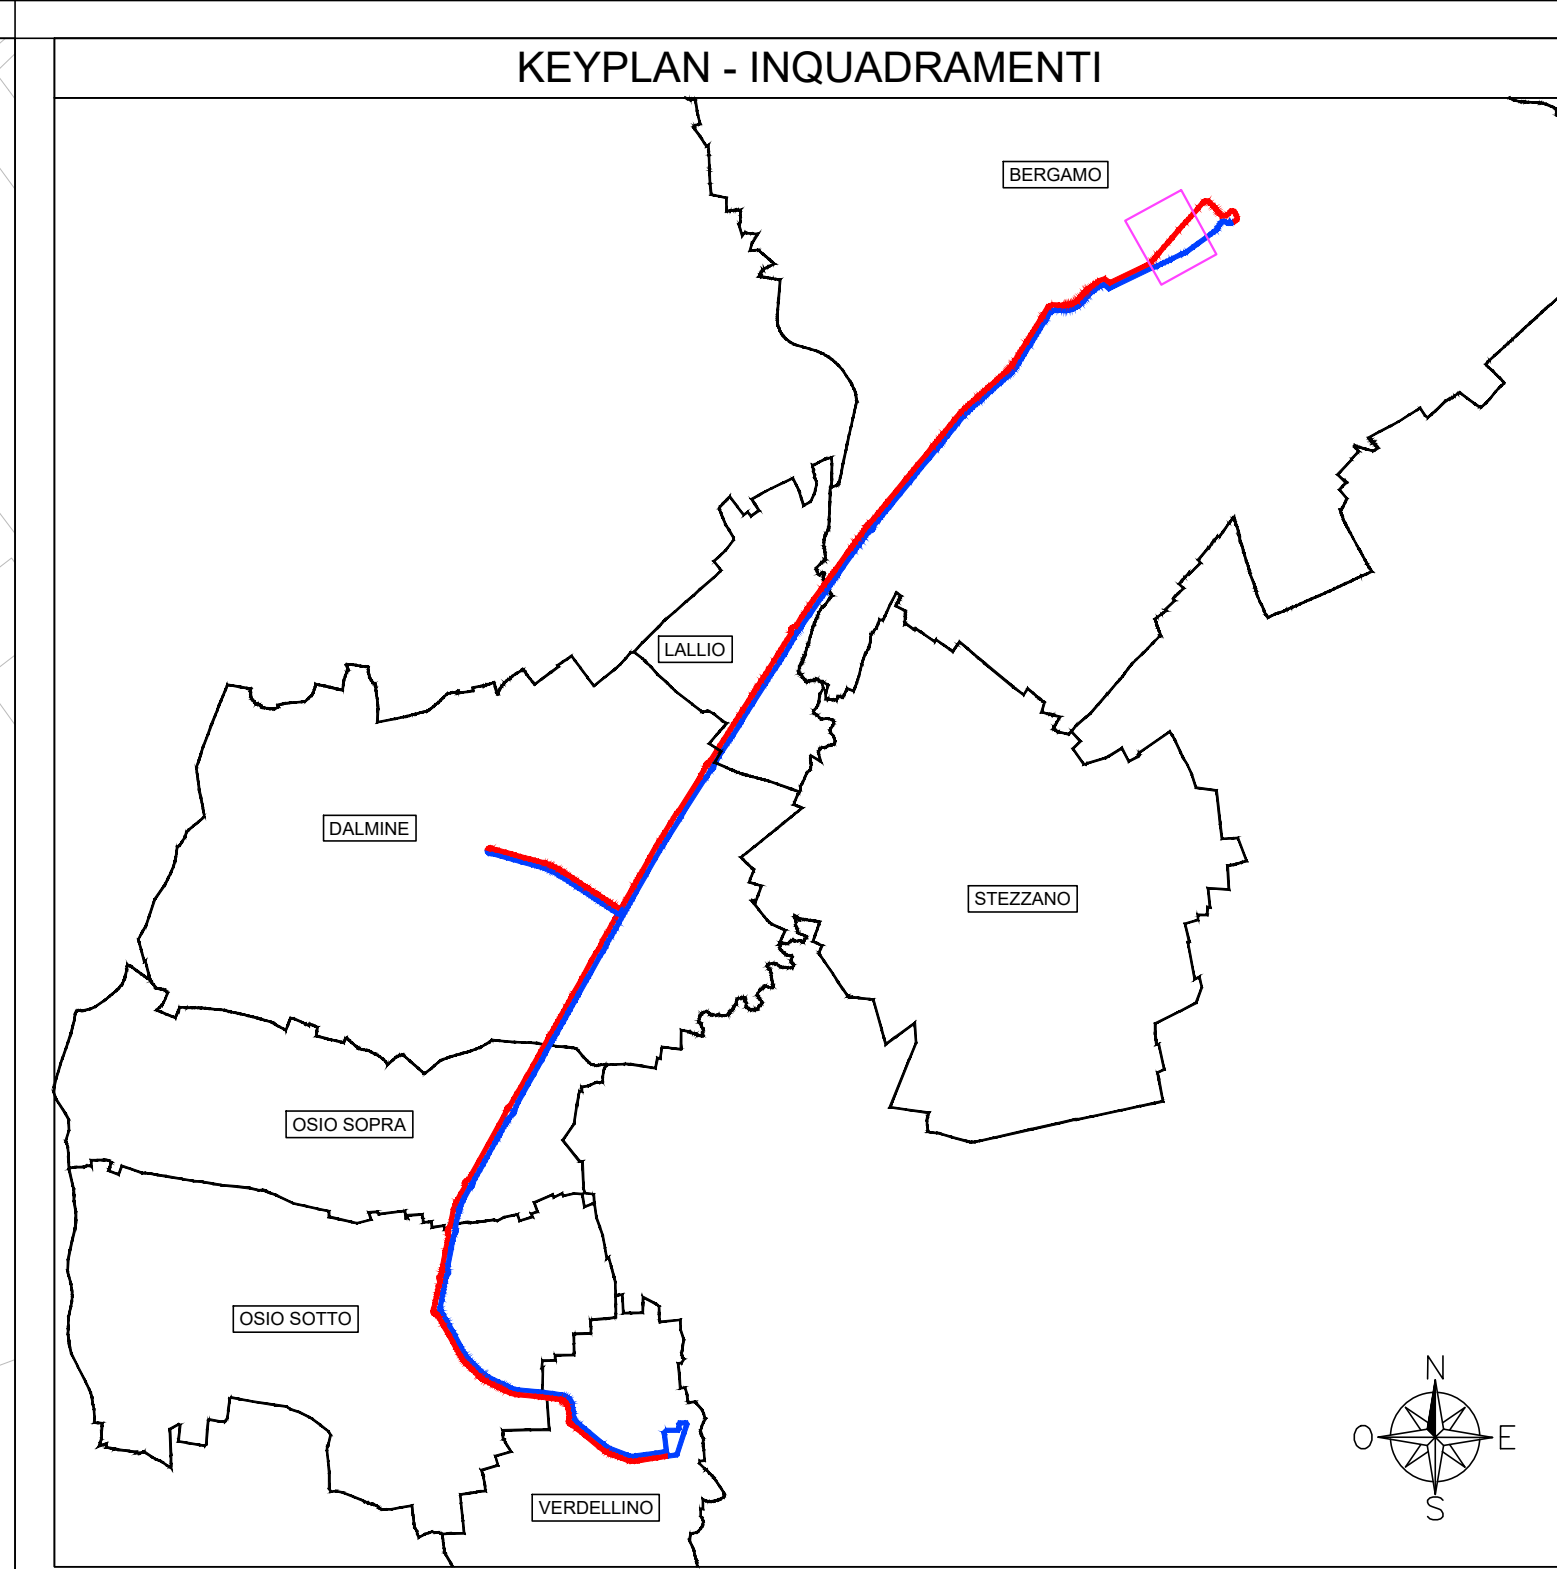 KEYPLAN - INQUADRAMENTI
BERGAMO
LALLIO
DALMINE
STEZZANO
OSIO SOPRA
OSIO SOTTO
VERDELLINO
N
O E
S